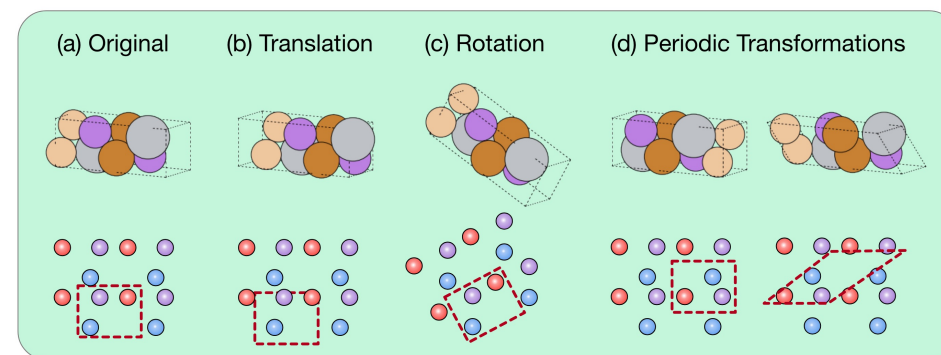 (a) Original
(b) Translation
(c) Rotation
(d) Periodic Transformations